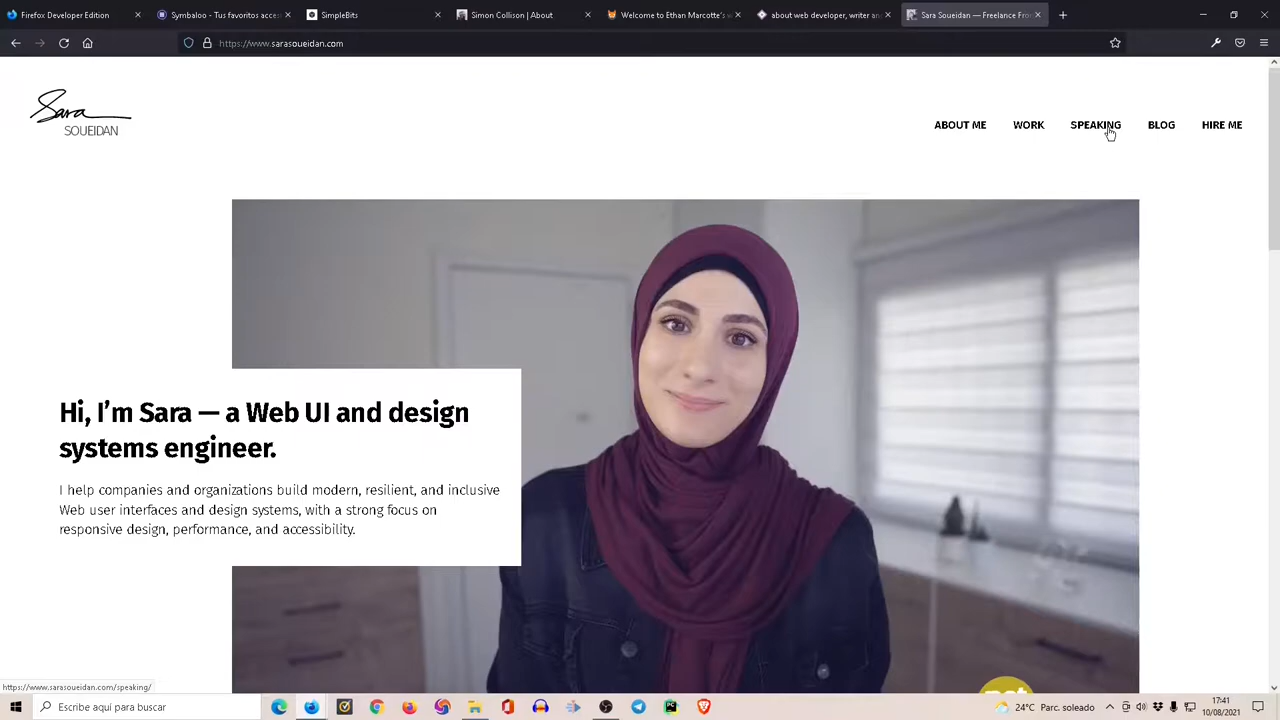 Firefox Developer Edition
Symbaloo - Tus favoritos acces
SimpleBits
Simon Collison | About
Welcome to Ethan Marcotte's w
about web developer, writer an
Sara Soueidan — Freelance Fro
https://www.sarasoueidan.com
Sara
SOUEIDAN
ABOUT ME
WORK
SPEAKING
BLOG
HIRE ME
Hi, I'm Sara — a Web UI and design
systems engineer.
I help companies and organizations build modern, resilient, and inclusive
Web user interfaces and design systems, with a strong focus on
responsive design, performance, and accessibility.
https://www.sarasoueidan.com/speaking/
Escribe aquí para buscar
24°C Parc. soleado
17:41
10/08/2021